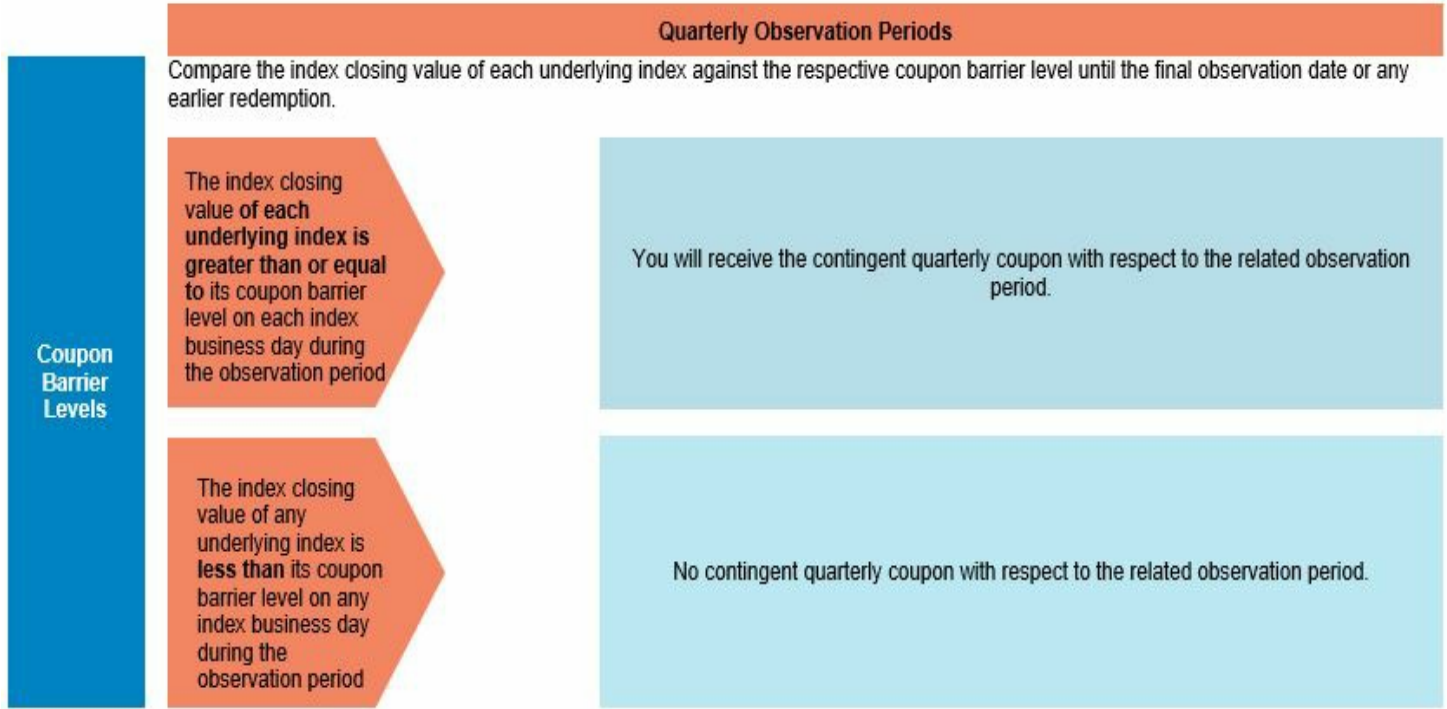 Quarterly Observation Periods
Compare the index closing value of each underlying index against the respective coupon barrier level until the final observation date or any
earlier redemption.
Coupon
Barrier
Levels
The index closing
value of each
underlying index is
greater than or equal
to its coupon barrier
level on each index
business day during
the observation period
You will receive the contingent quarterly coupon with respect to the related observation
period.
The index closing
value of any
underlying index is
less than its coupon
barrier level on any
index business day
during the
observation period
No contingent quarterly coupon with respect to the related observation period.